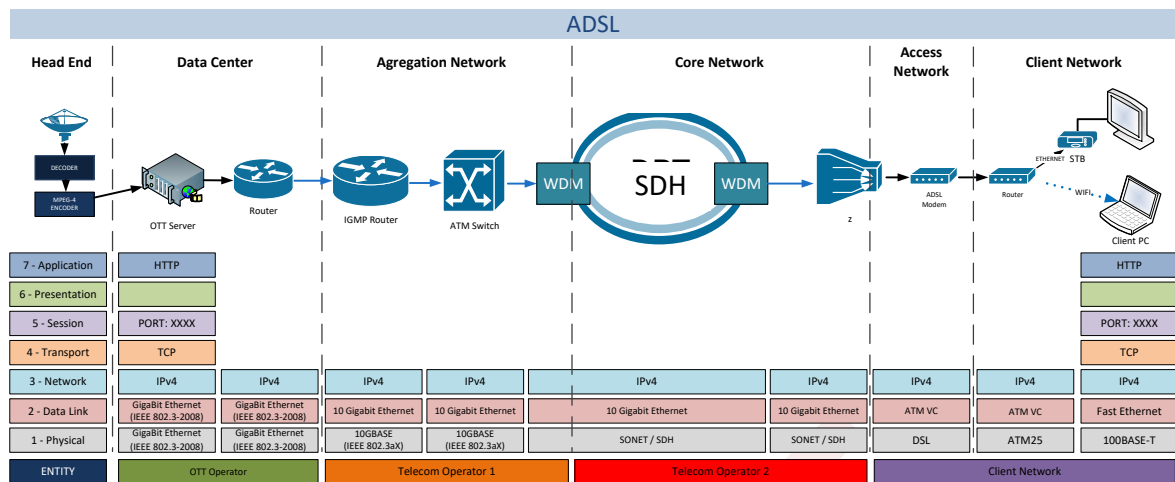 ADSL
Head End
Data Center
Agregation Network
Core Network
Access
Network
Client Network
DECODER
MPEG-4
ENCODER
OTT Server
Router
IGMP Router
ATM Switch
WDM
SDH
WDM
z
ADSL
Modem
Router
ETHERNET
STB
WIFI
Client PC
7 - Application
HTTP
HTTP
6 - Presentation
5 - Session
PORT: XXXX
PORT: XXXX
4 - Transport
TCP
TCP
3 - Network
IPv4
IPv4
IPv4
IPv4
IPv4
IPv4
IPv4
IPv4
IPv4
2 - Data Link
GigaBit Ethernet
(IEEE 802.3-2008)
GigaBit Ethernet
(IEEE 802.3-2008)
10 Gigabit Ethernet
10 Gigabit Ethernet
10 Gigabit Ethernet
10 Gigabit Ethernet
ATM VC
ATM VC
Fast Ethernet
1 - Physical
GigaBit Ethernet
(IEEE 802.3-2008)
GigaBit Ethernet
(IEEE 802.3-2008)
10GBASE
(IEEE 802.3aX)
10GBASE
(IEEE 802.3aX)
SONET / SDH
SONET / SDH
DSL
ATM25
100BASE-T
ENTITY
OTT Operator
Telecom Operator 1
Telecom Operator 2
Client Network